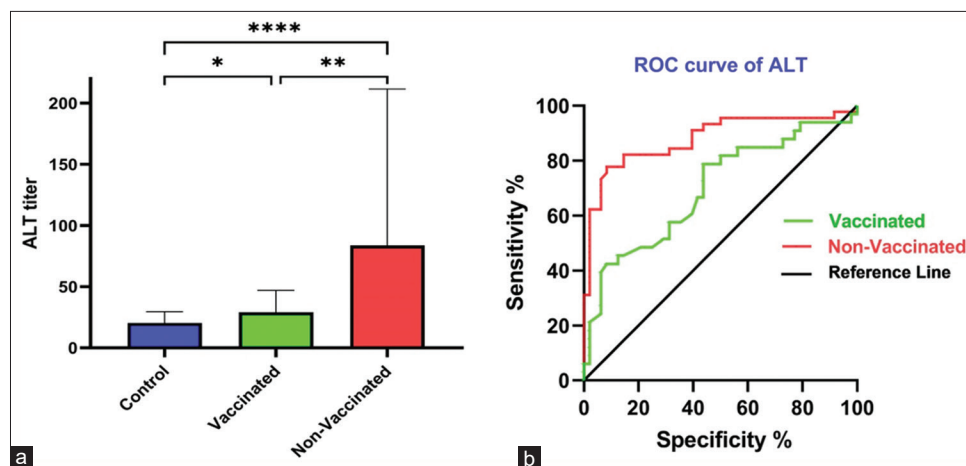 ****
*
**
ALT titer
200
150
100
50
0
Control
Vaccinated
Non-Vaccinated
a
ROC curve of ALT
Sensitivity %
100
80
60
40
20
0
Vaccinated
Non-Vaccinated
Reference Line
0 20 40 60 80 100
Specificity %
b